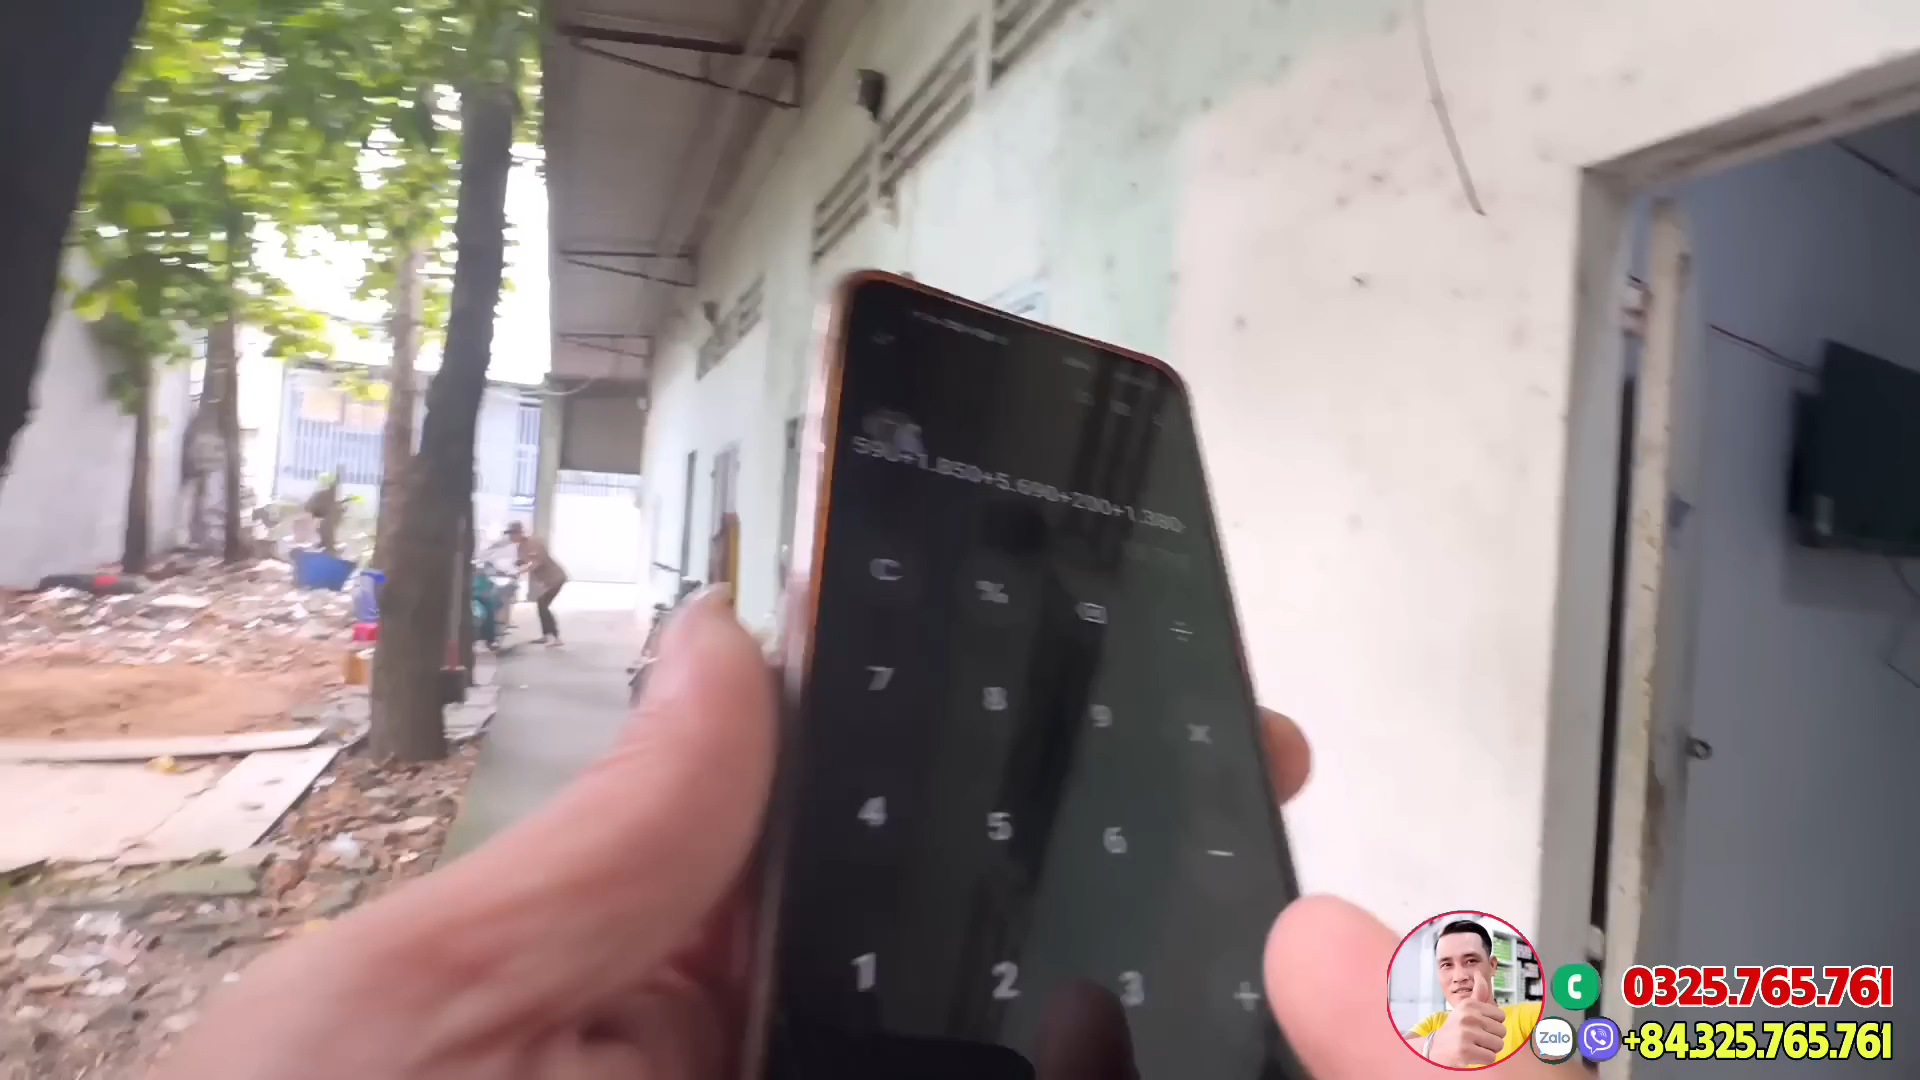 590+1.850+5.690+200+1.380
C % ÷
7 8 9 ×
4 5 6 −
1 2 3 +
0325.765.761
Zalo +84.325.765.761